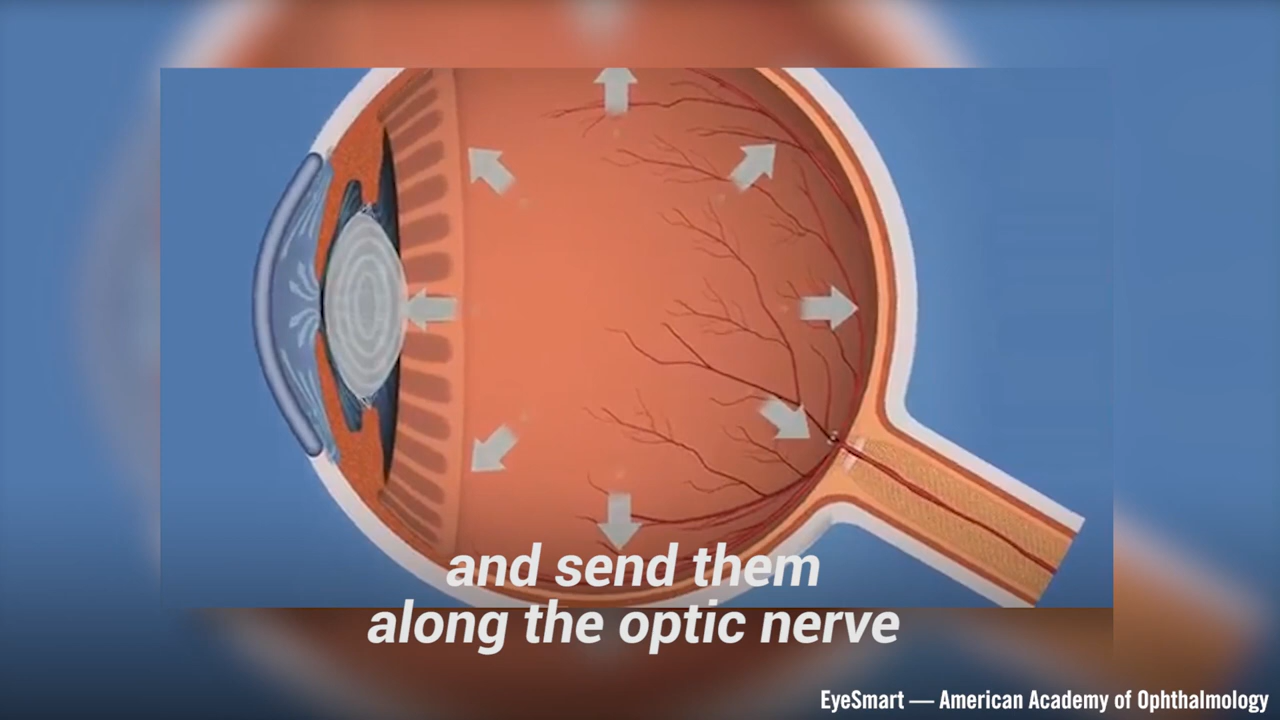 and send them
along the optic nerve
EyeSmart — American Academy of Ophthalmology